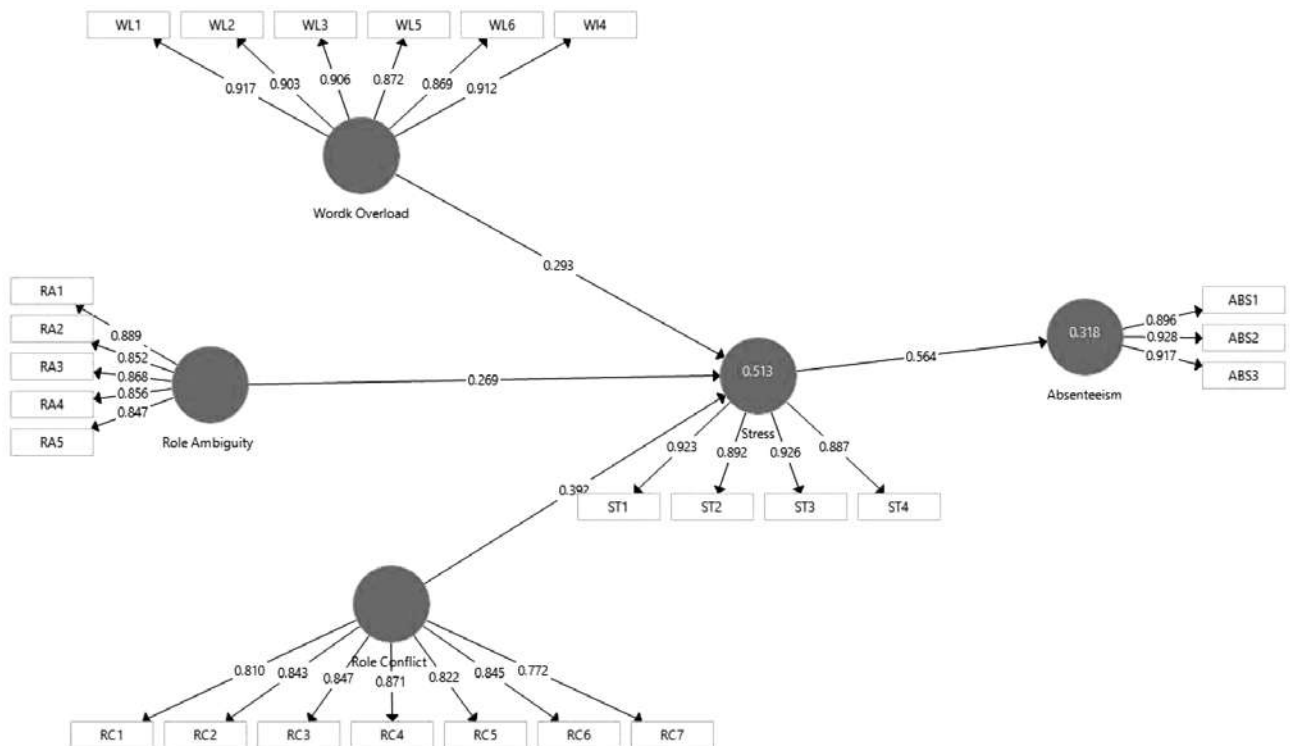 WL1 WL2 WL3 WL5 WL6 WI4
0.917 0.903 0.906 0.872 0.869 0.912
Wordk Overload
0.293
RA1
RA2
RA3
RA4
RA5
0.889
0.852
0.868
0.856
0.847
Role Ambiguity
0.269
0.513
Stress
0.564
0.318
Absenteeism
0.896
0.928
0.917
ABS1
ABS2
ABS3
0.923 0.892 0.926 0.887
ST1 ST2 ST3 ST4
0.392
Role Conflict
0.810 0.843 0.847 0.871 0.822 0.845 0.772
RC1 RC2 RC3 RC4 RC5 RC6 RC7